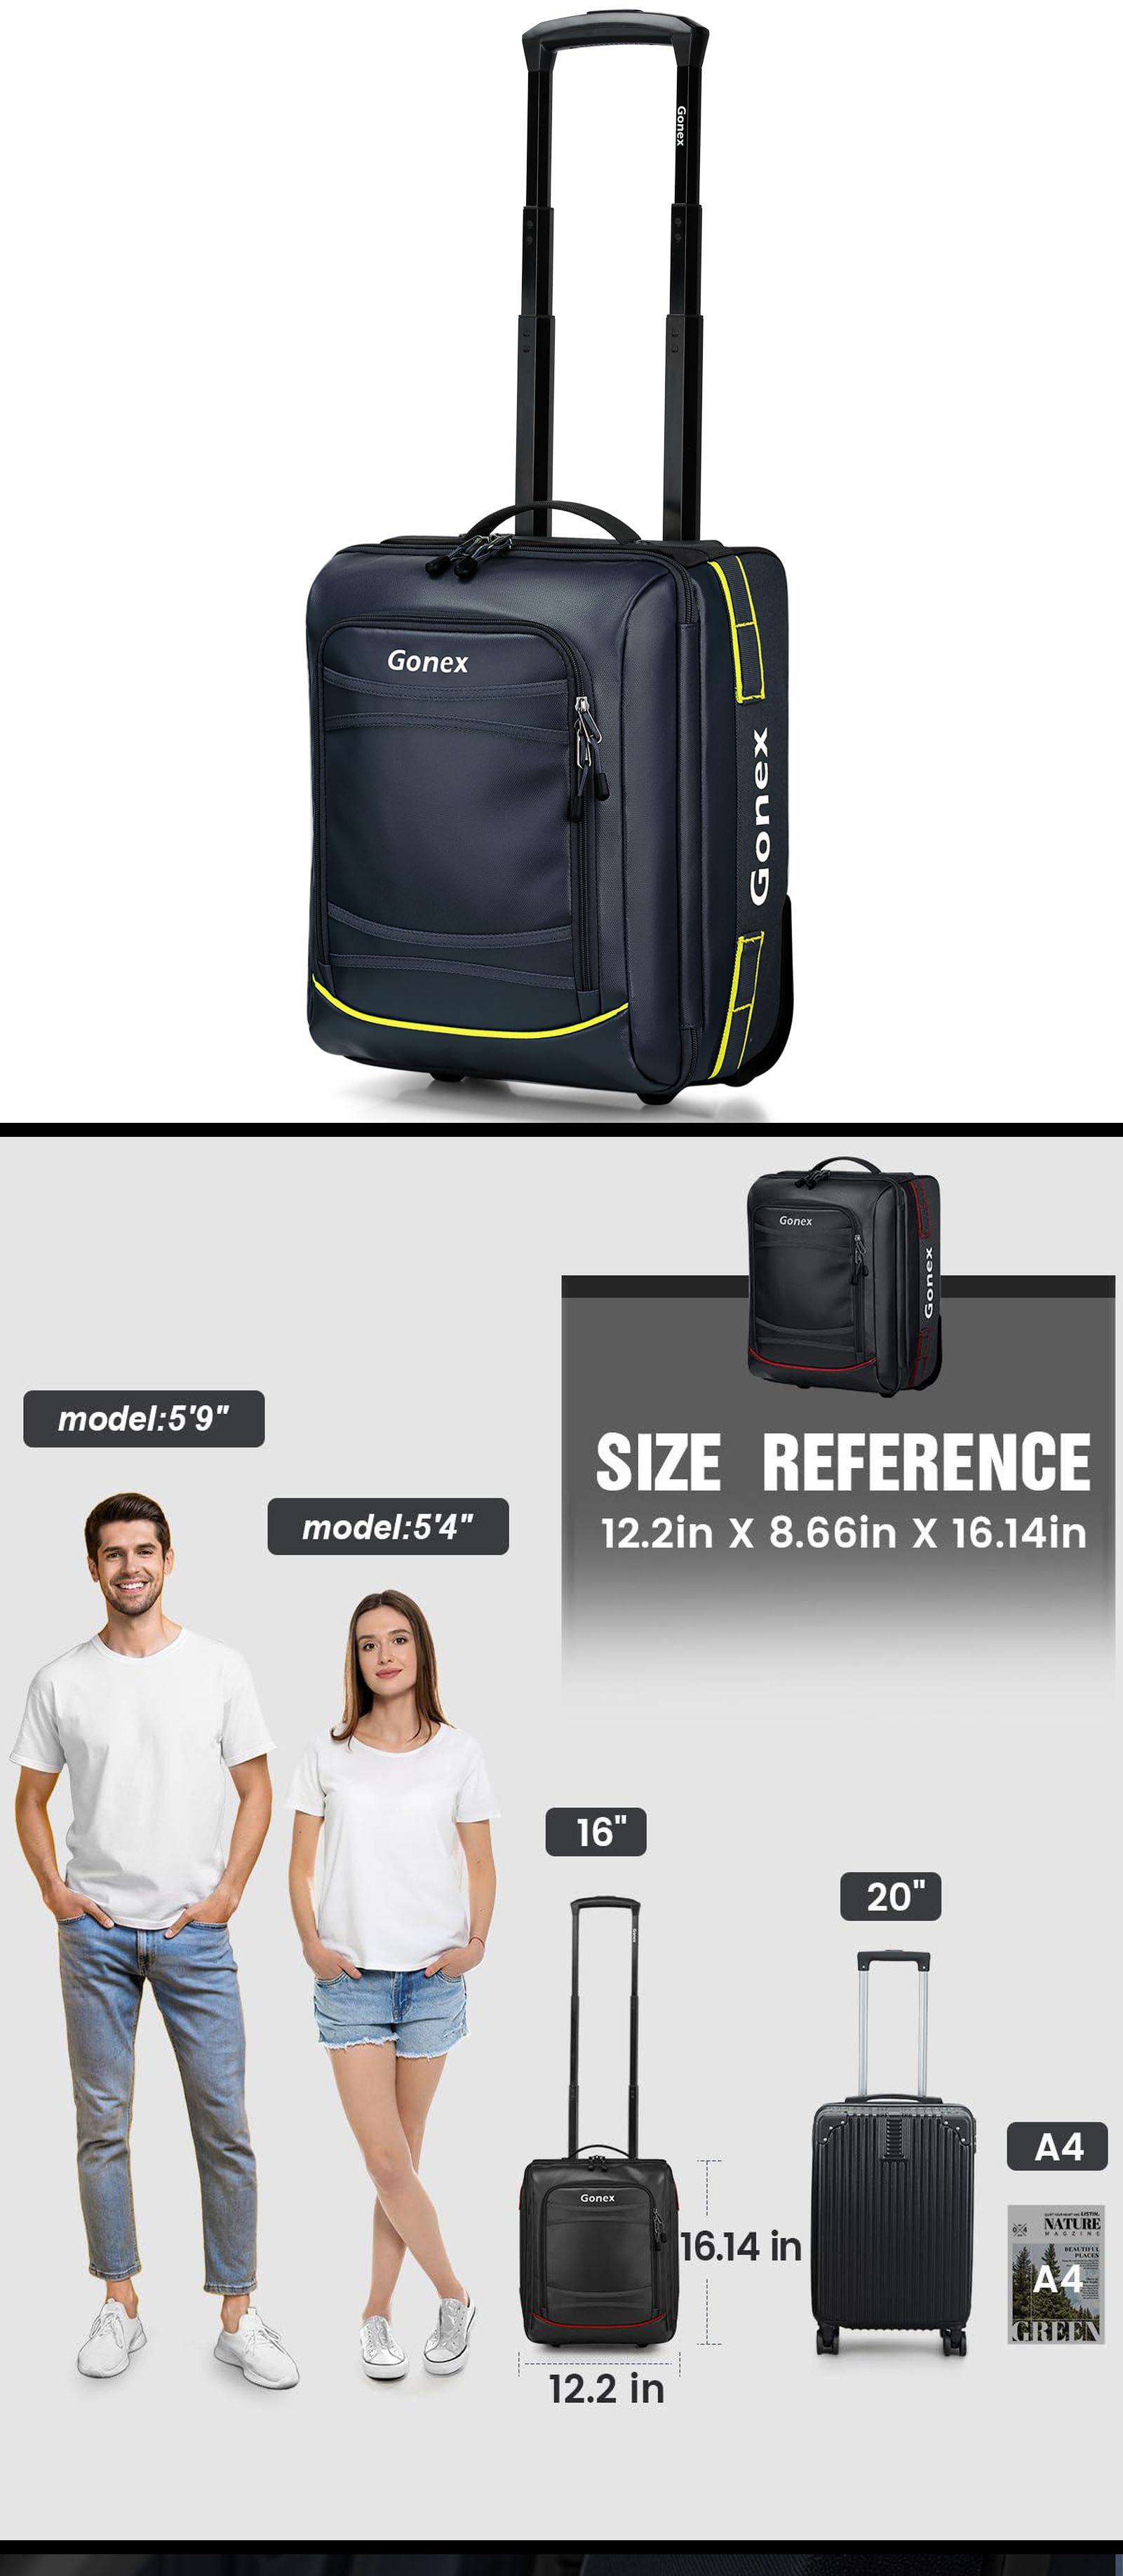 Gonex
Gonex
Gonex
Gonex
Gonex
model:5'9"
SIZE REFERENCE
12.2in X 8.66in X 16.14in
model:5'4"
16"
20"
Gonex
A4
Gonex
16.14 in
NATURE
BEAUTIFUL
PLACES
A4
GREEN
12.2 in